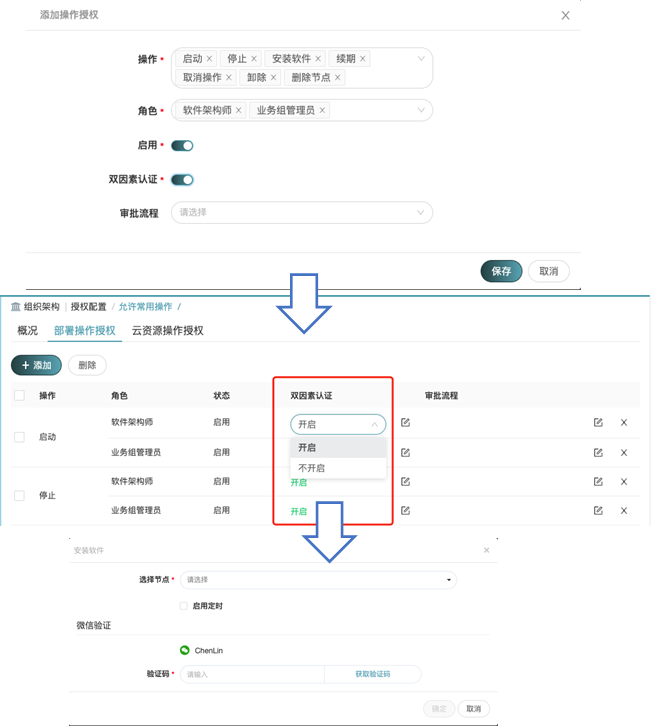 添加操作授权
操作 * 启动 × 停止 × 安装软件 × 续期 ×
取消操作 × 卸除 × 删除节点 ×
角色 * 软件架构师 × 业务组管理员 ×
启用 *
双因素认证 *
审批流程 请选择
保存 取消
组织架构 | 授权配置 / 允许常用操作 /
概况 部署操作授权 云资源操作授权
+ 添加 删除
操作 角色 状态 双因素认证 审批流程
启动 软件架构师 启用 开启
开启
业务组管理员 启用
不开启
停止 软件架构师 启用 开启
业务组管理员 启用 开启
安装软件
选择节点 * 请选择
启用定时
微信验证
ChenLin
验证码 * 请输入 获取验证码
确定 取消